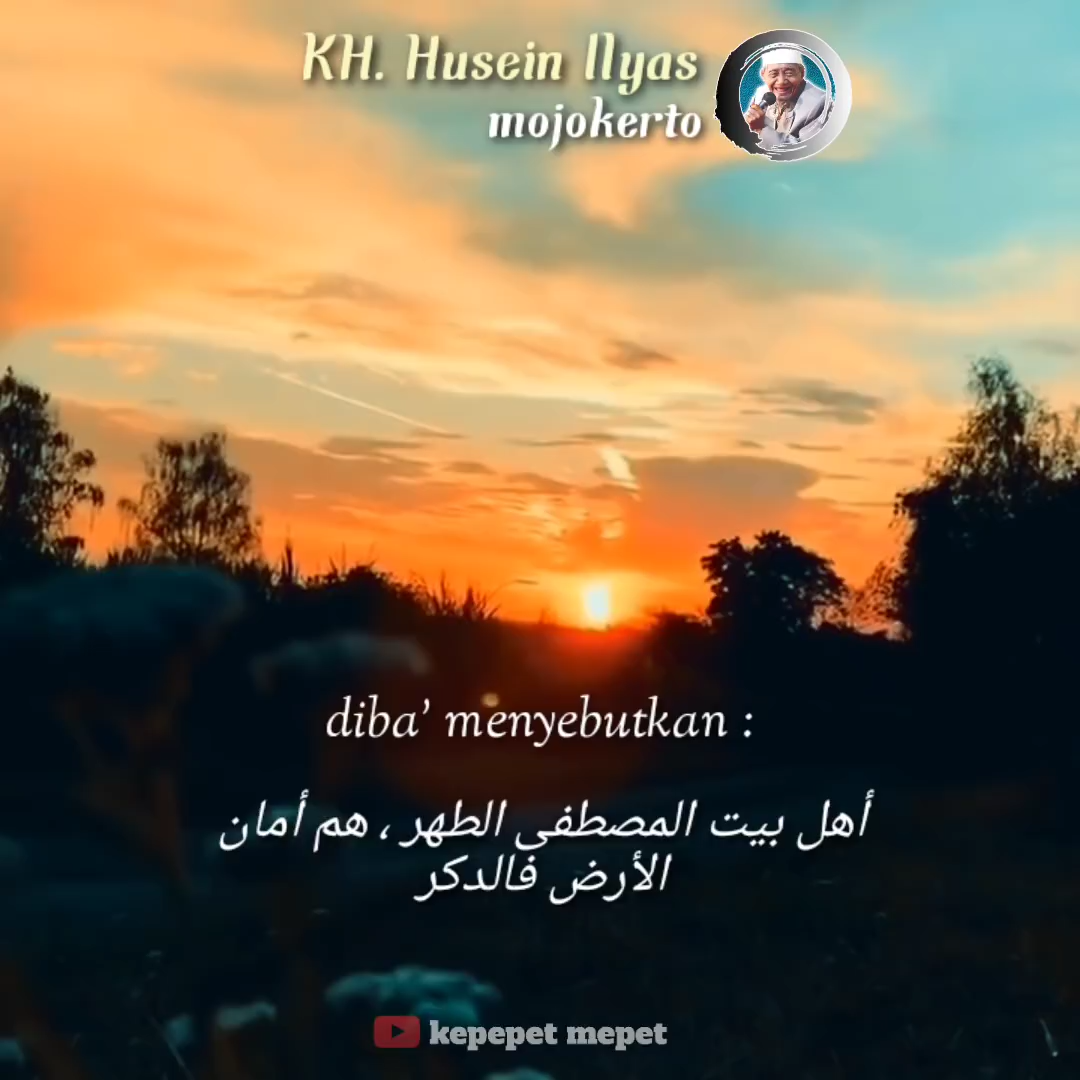 KH. Husein Ilyas
mojokerto
diba’ menyebutkan :
أهل بيت المصطفى الطهر ، هم أمان
الأرض فالدكر
kepepet mepet